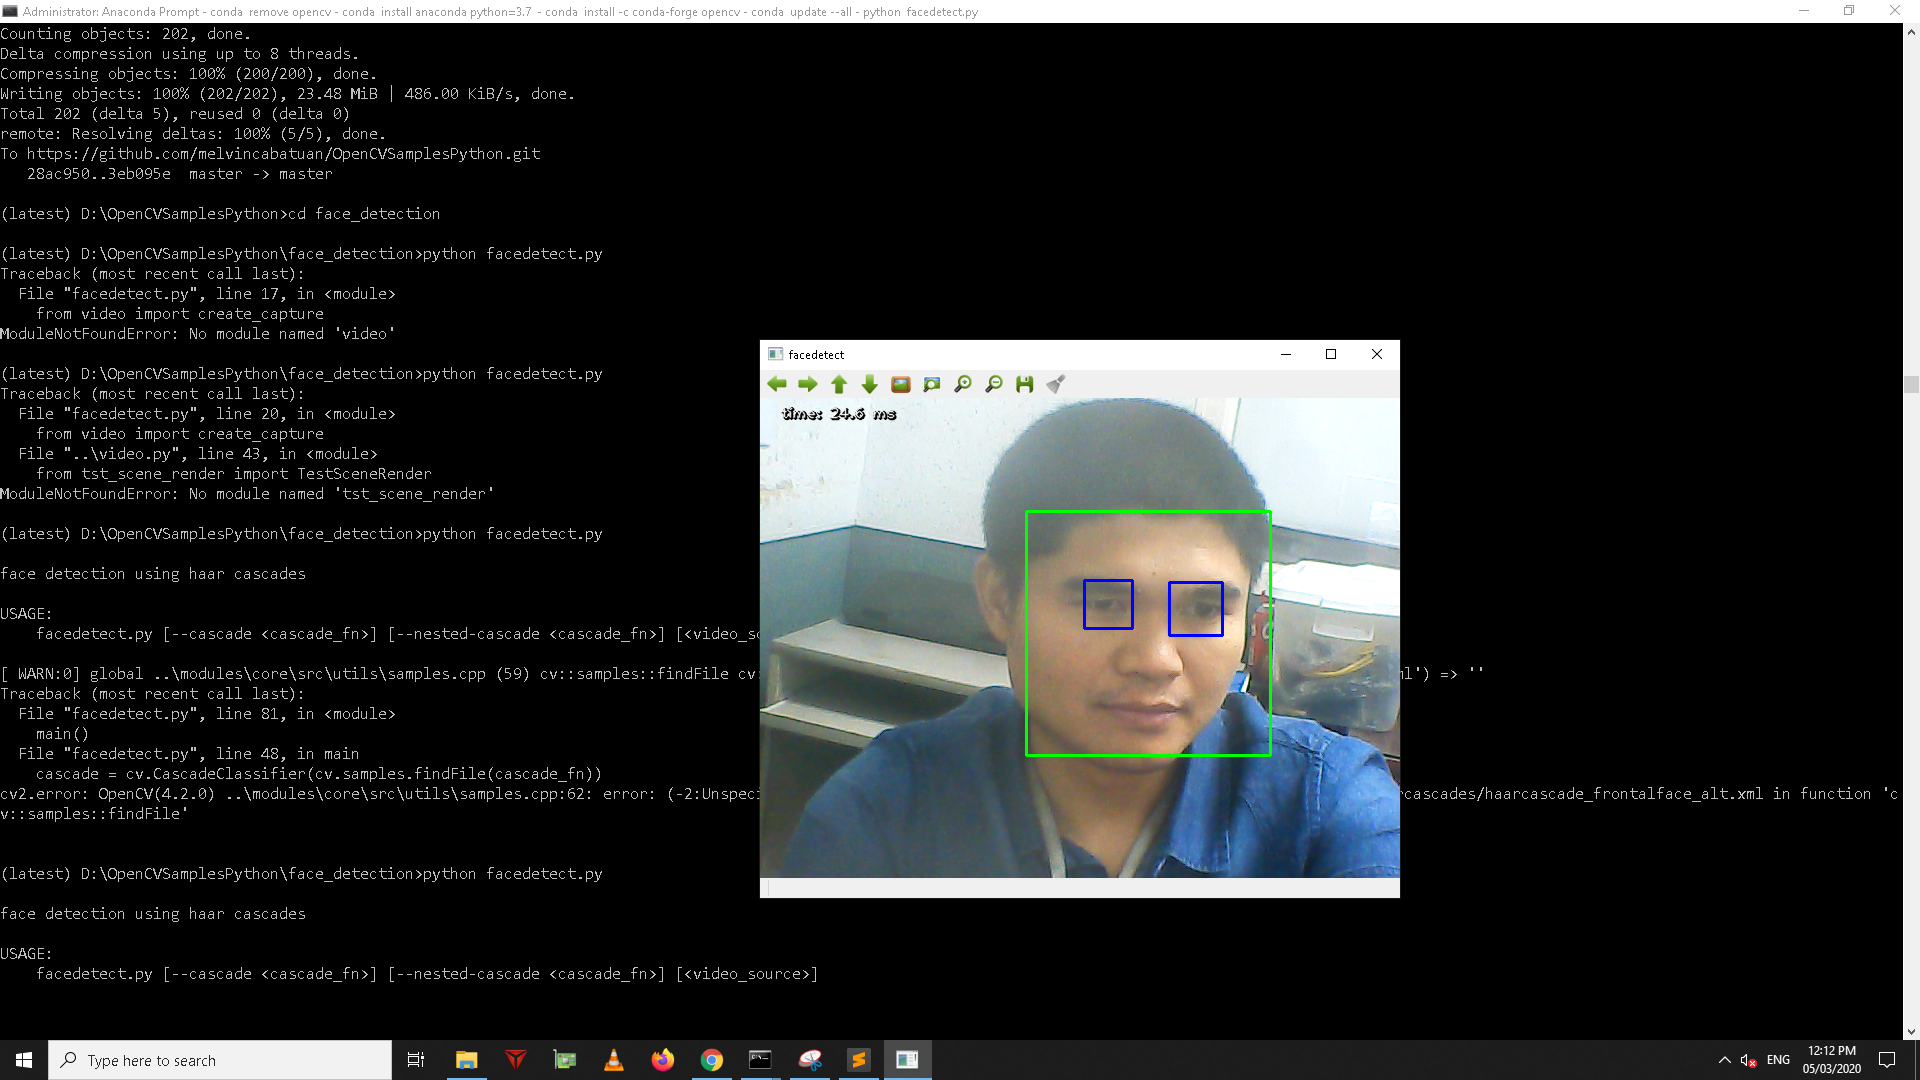 Administrator: Anaconda Prompt - conda  remove opencv - conda  install anaconda python=3.7  - conda  install -c conda-forge opencv - conda  update --all - python  facedetect.py
Counting objects: 202, done.
Delta compression using up to 8 threads.
Compressing objects: 100% (200/200), done.
Writing objects: 100% (202/202), 23.48 MiB | 486.00 KiB/s, done.
Total 202 (delta 5), reused 0 (delta 0)
remote: Resolving deltas: 100% (5/5), done.
To https://github.com/melvincabatuan/OpenCVSamplesPython.git
   28ac950..3eb095e  master -> master
(latest) D:\OpenCVSamplesPython>cd face_detection
(latest) D:\OpenCVSamplesPython\face_detection>python facedetect.py
Traceback (most recent call last):
  File "facedetect.py", line 17, in <module>
    from video import create_capture
ModuleNotFoundError: No module named 'video'
(latest) D:\OpenCVSamplesPython\face_detection>python facedetect.py
Traceback (most recent call last):
  File "facedetect.py", line 20, in <module>
    from video import create_capture
  File "..\video.py", line 43, in <module>
    from tst_scene_render import TestSceneRender
ModuleNotFoundError: No module named 'tst_scene_render'
(latest) D:\OpenCVSamplesPython\face_detection>python facedetect.py
face detection using haar cascades
USAGE:
    facedetect.py [--cascade <cascade_fn>] [--nested-cascade <cascade_fn>] [<video_so
[ WARN:0] global ..\modules\core\src\utils\samples.cpp (59) cv::samples::findFile cv: ml') => ''
Traceback (most recent call last):
  File "facedetect.py", line 81, in <module>
    main()
  File "facedetect.py", line 48, in main
    cascade = cv.CascadeClassifier(cv.samples.findFile(cascade_fn))
cv2.error: OpenCV(4.2.0) ..\modules\core\src\utils\samples.cpp:62: error: (-2:Unspeci rcascades/haarcascade_frontalface_alt.xml in function 'c
v::samples::findFile'
(latest) D:\OpenCVSamplesPython\face_detection>python facedetect.py
face detection using haar cascades
USAGE:
    facedetect.py [--cascade <cascade_fn>] [--nested-cascade <cascade_fn>] [<video_source>]
facedetect
time: 24.6 ms
Type here to search
ENG
12:12 PM
05/03/2020